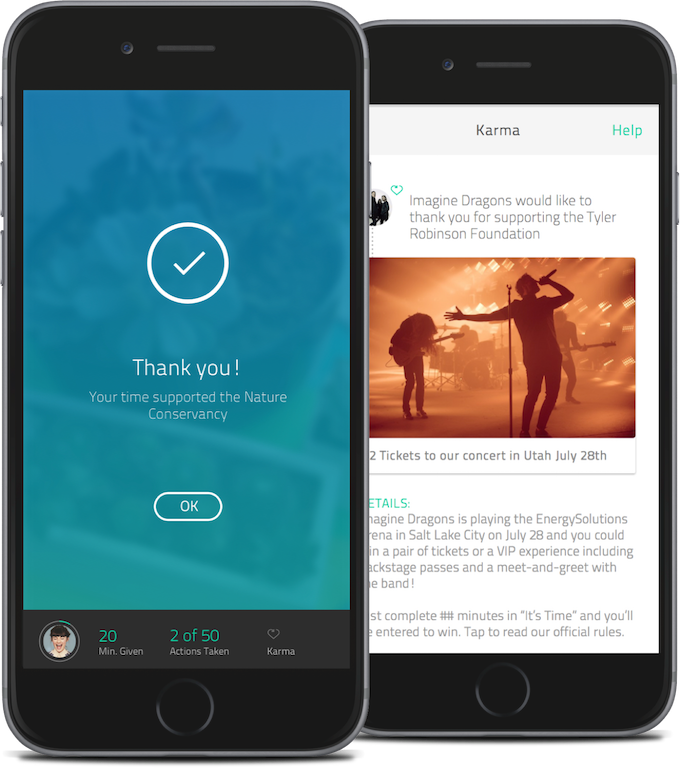 Thank you!
Your time supported the Nature
Conservancy
OK
20
Min. Given
2 of 50
Actions Taken
Karma
Karma
Help
Imagine Dragons would like to
thank you for supporting the Tyler
Robinson Foundation
2 Tickets to our concert in Utah July 28th
ETAILS:
magine Dragons is playing the EnergySolutions
rena in Salt Lake City on July 28 and you could
in a pair of tickets or a VIP experience including
ackstage passes and a meet-and-greet with
he band!
ust complete ## minutes in “It’s Time” and you’ll
e entered to win. Tap to read our official rules.